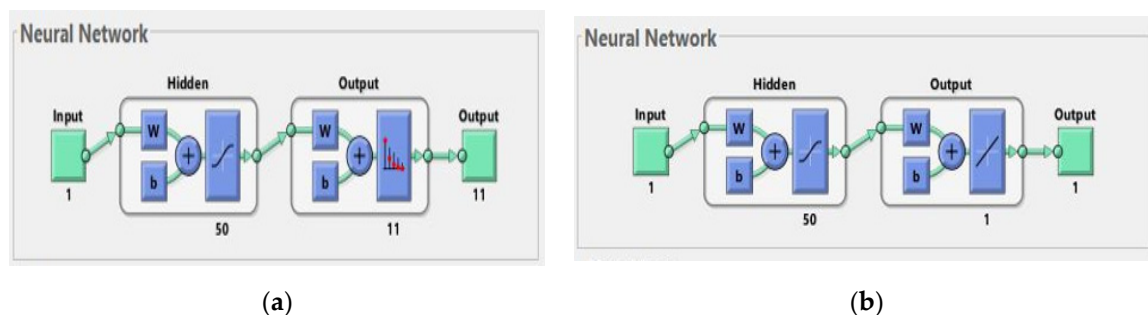 Neural Network
Hidden
Output
Input
Output
W
W
b
+
b
+
1
50
11
11
(a)
Neural Network
Hidden
Output
Input
Output
W
W
b
+
b
+
1
50
1
1
(b)